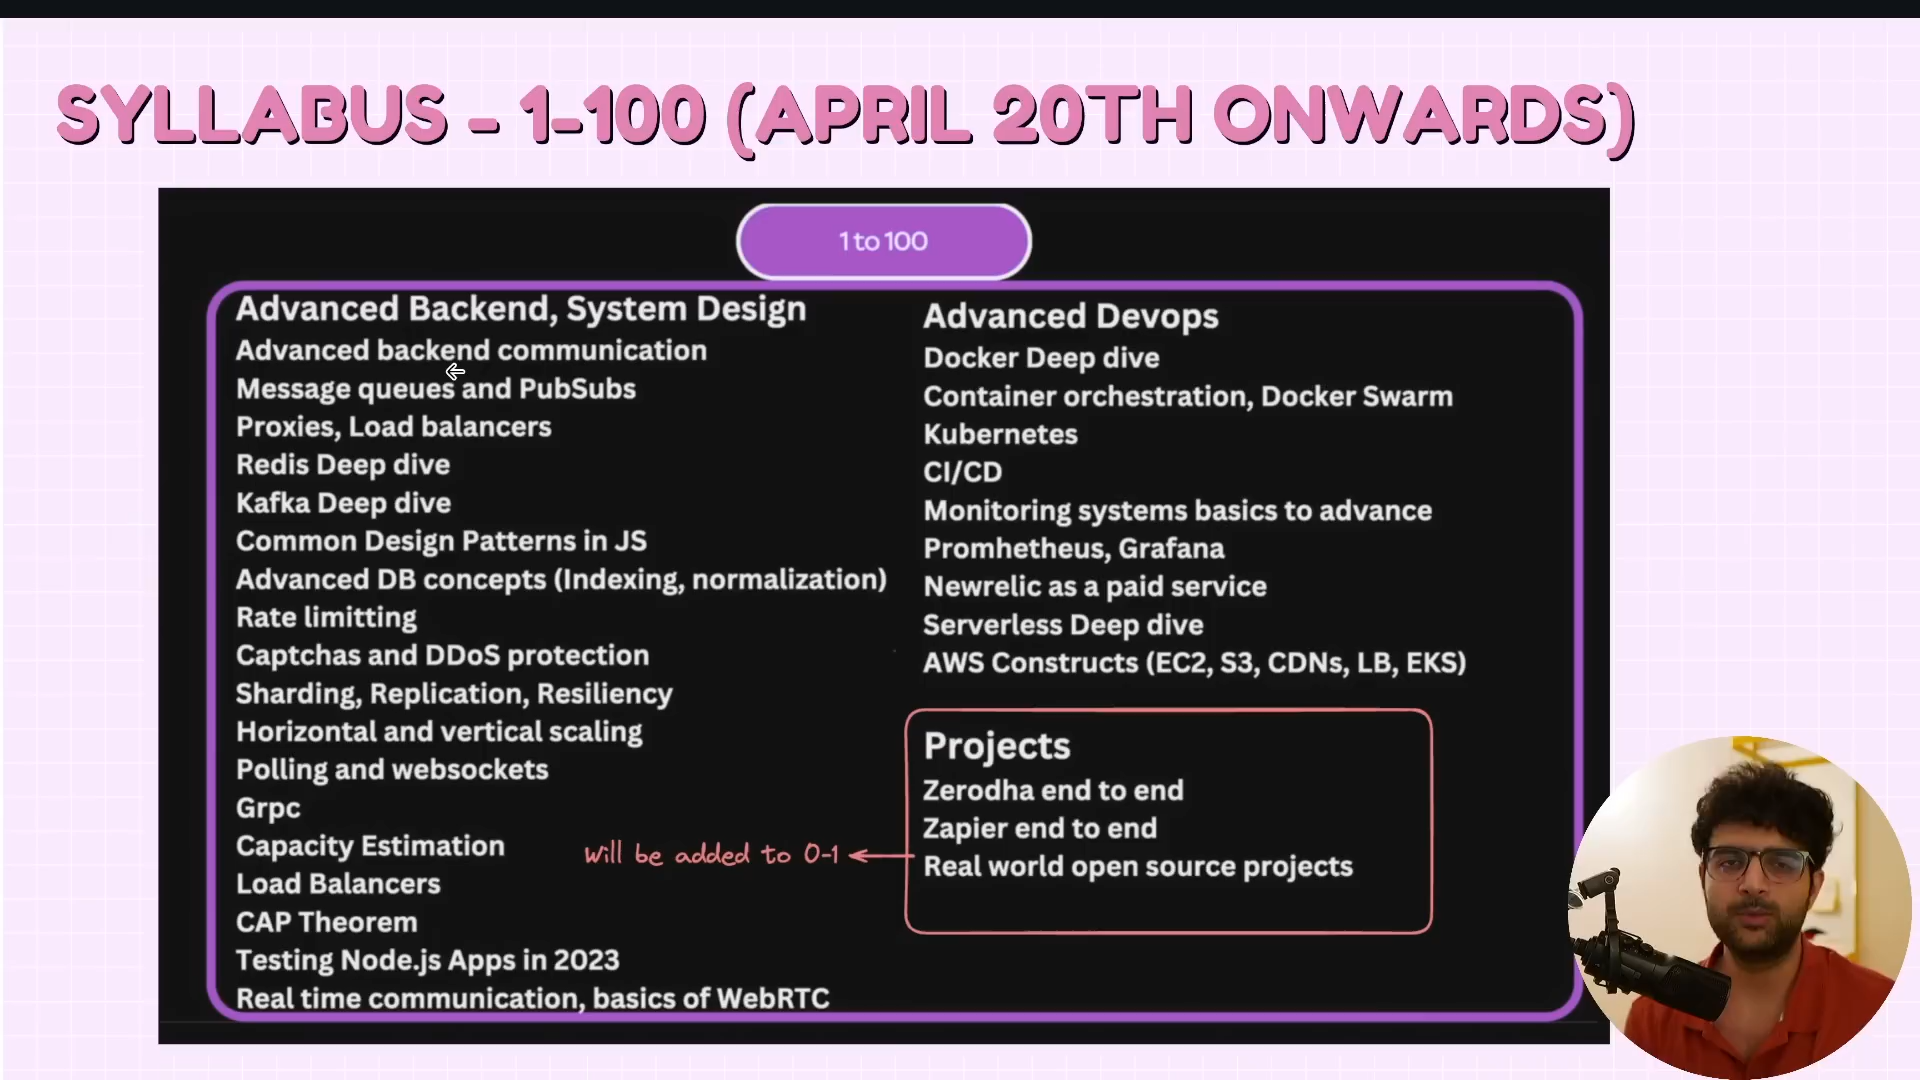 SYLLABUS - 1-100 (APRIL 20TH ONWARDS)
1 to 100
Advanced Backend, System Design
Advanced backend communication
Message queues and PubSubs
Proxies, Load balancers
Redis Deep dive
Kafka Deep dive
Common Design Patterns in JS
Advanced DB concepts (Indexing, normalization)
Rate limitting
Captchas and DDoS protection
Sharding, Replication, Resiliency
Horizontal and vertical scaling
Polling and websockets
Grpc
Capacity Estimation
Load Balancers
CAP Theorem
Testing Node.js Apps in 2023
Real time communication, basics of WebRTC
Advanced Devops
Docker Deep dive
Container orchestration, Docker Swarm
Kubernetes
CI/CD
Monitoring systems basics to advance
Promhetheus, Grafana
Newrelic as a paid service
Serverless Deep dive
AWS Constructs (EC2, S3, CDNs, LB, EKS)
Projects
Zerodha end to end
Zapier end to end
Real world open source projects
Will be added to 0-1